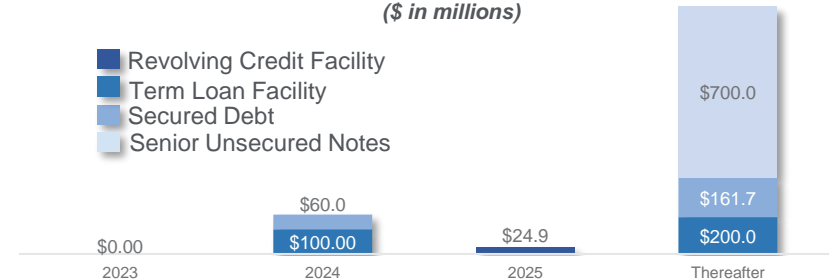 ($ in millions)
Revolving Credit Facility
Term Loan Facility
Secured Debt
Senior Unsecured Notes
$700.0
$161.7
$60.0
$24.9
$0.00
$100.00
$200.0
2023
2024
2025
Thereafter